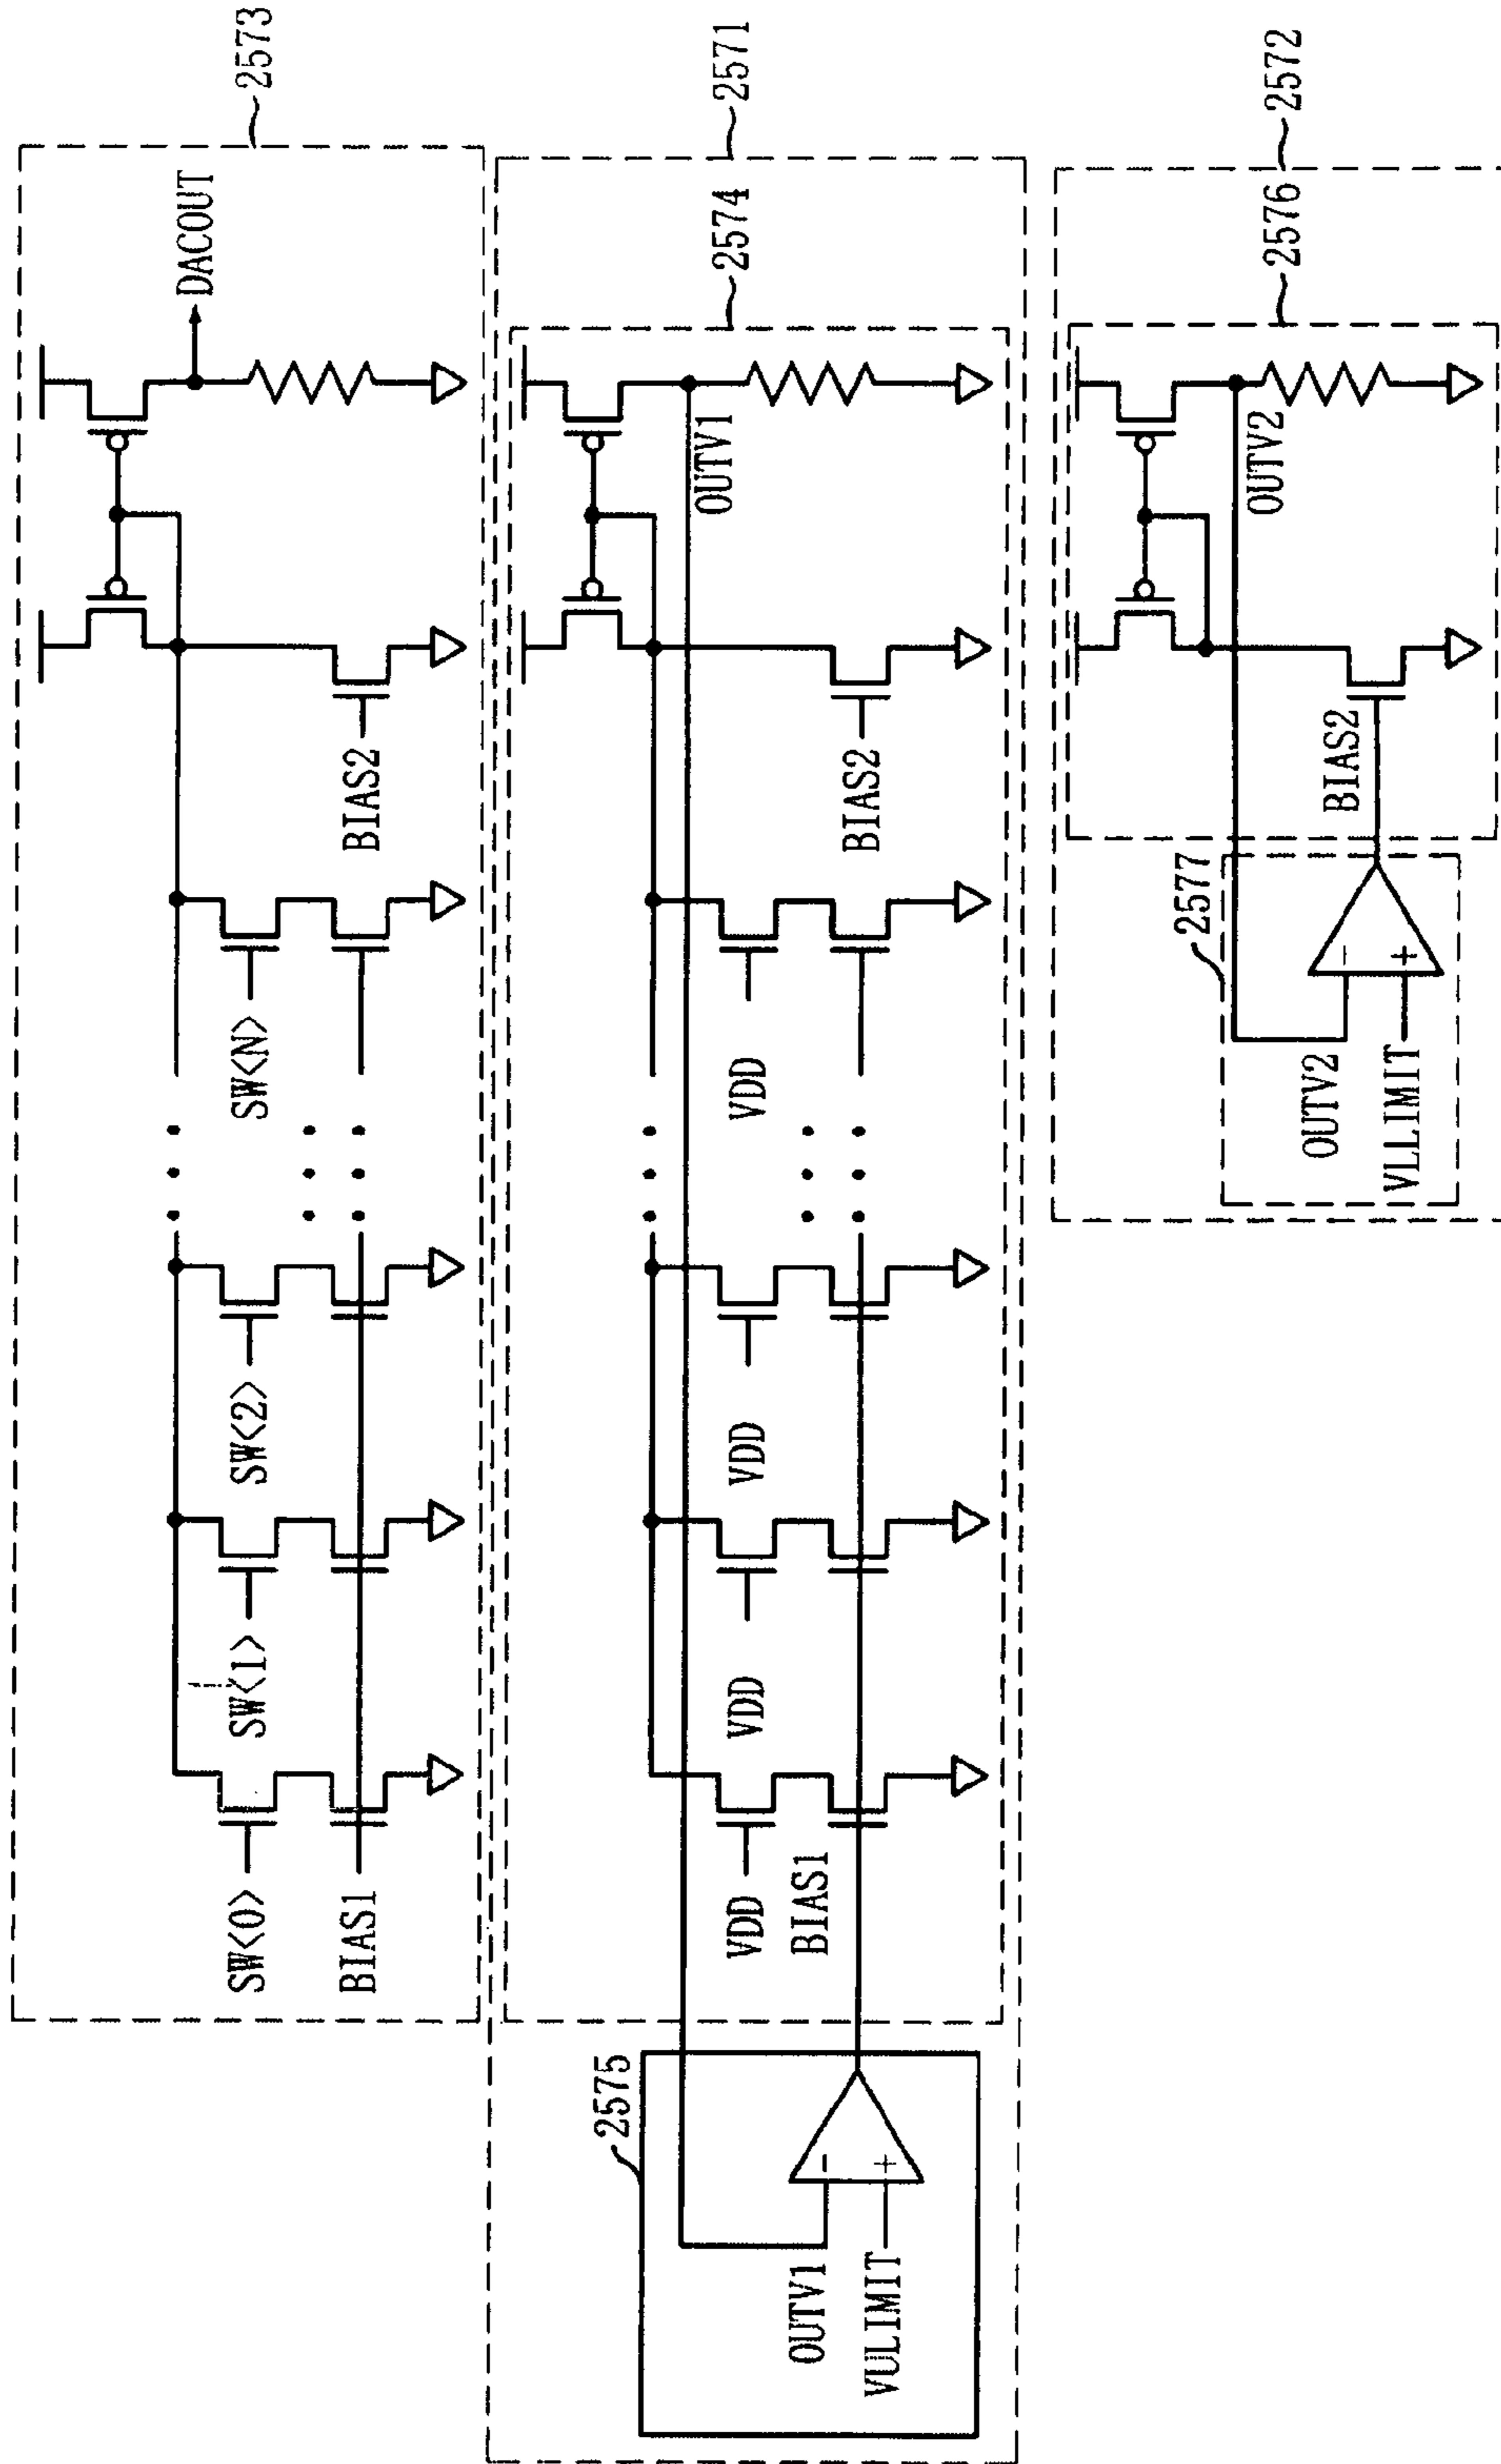 2573
DACOUT
BIAS2
SW<N>
SW<2>
SW<1>
SW<0>
BIAS1
2571
2574
OUTV1
BIAS2
VDD
VDD
VDD
VDD
BIAS1
2575
OUTV1
VULIMIT
2572
2576
OUTV2
BIAS2
2577
OUTV2
VLLIMIT